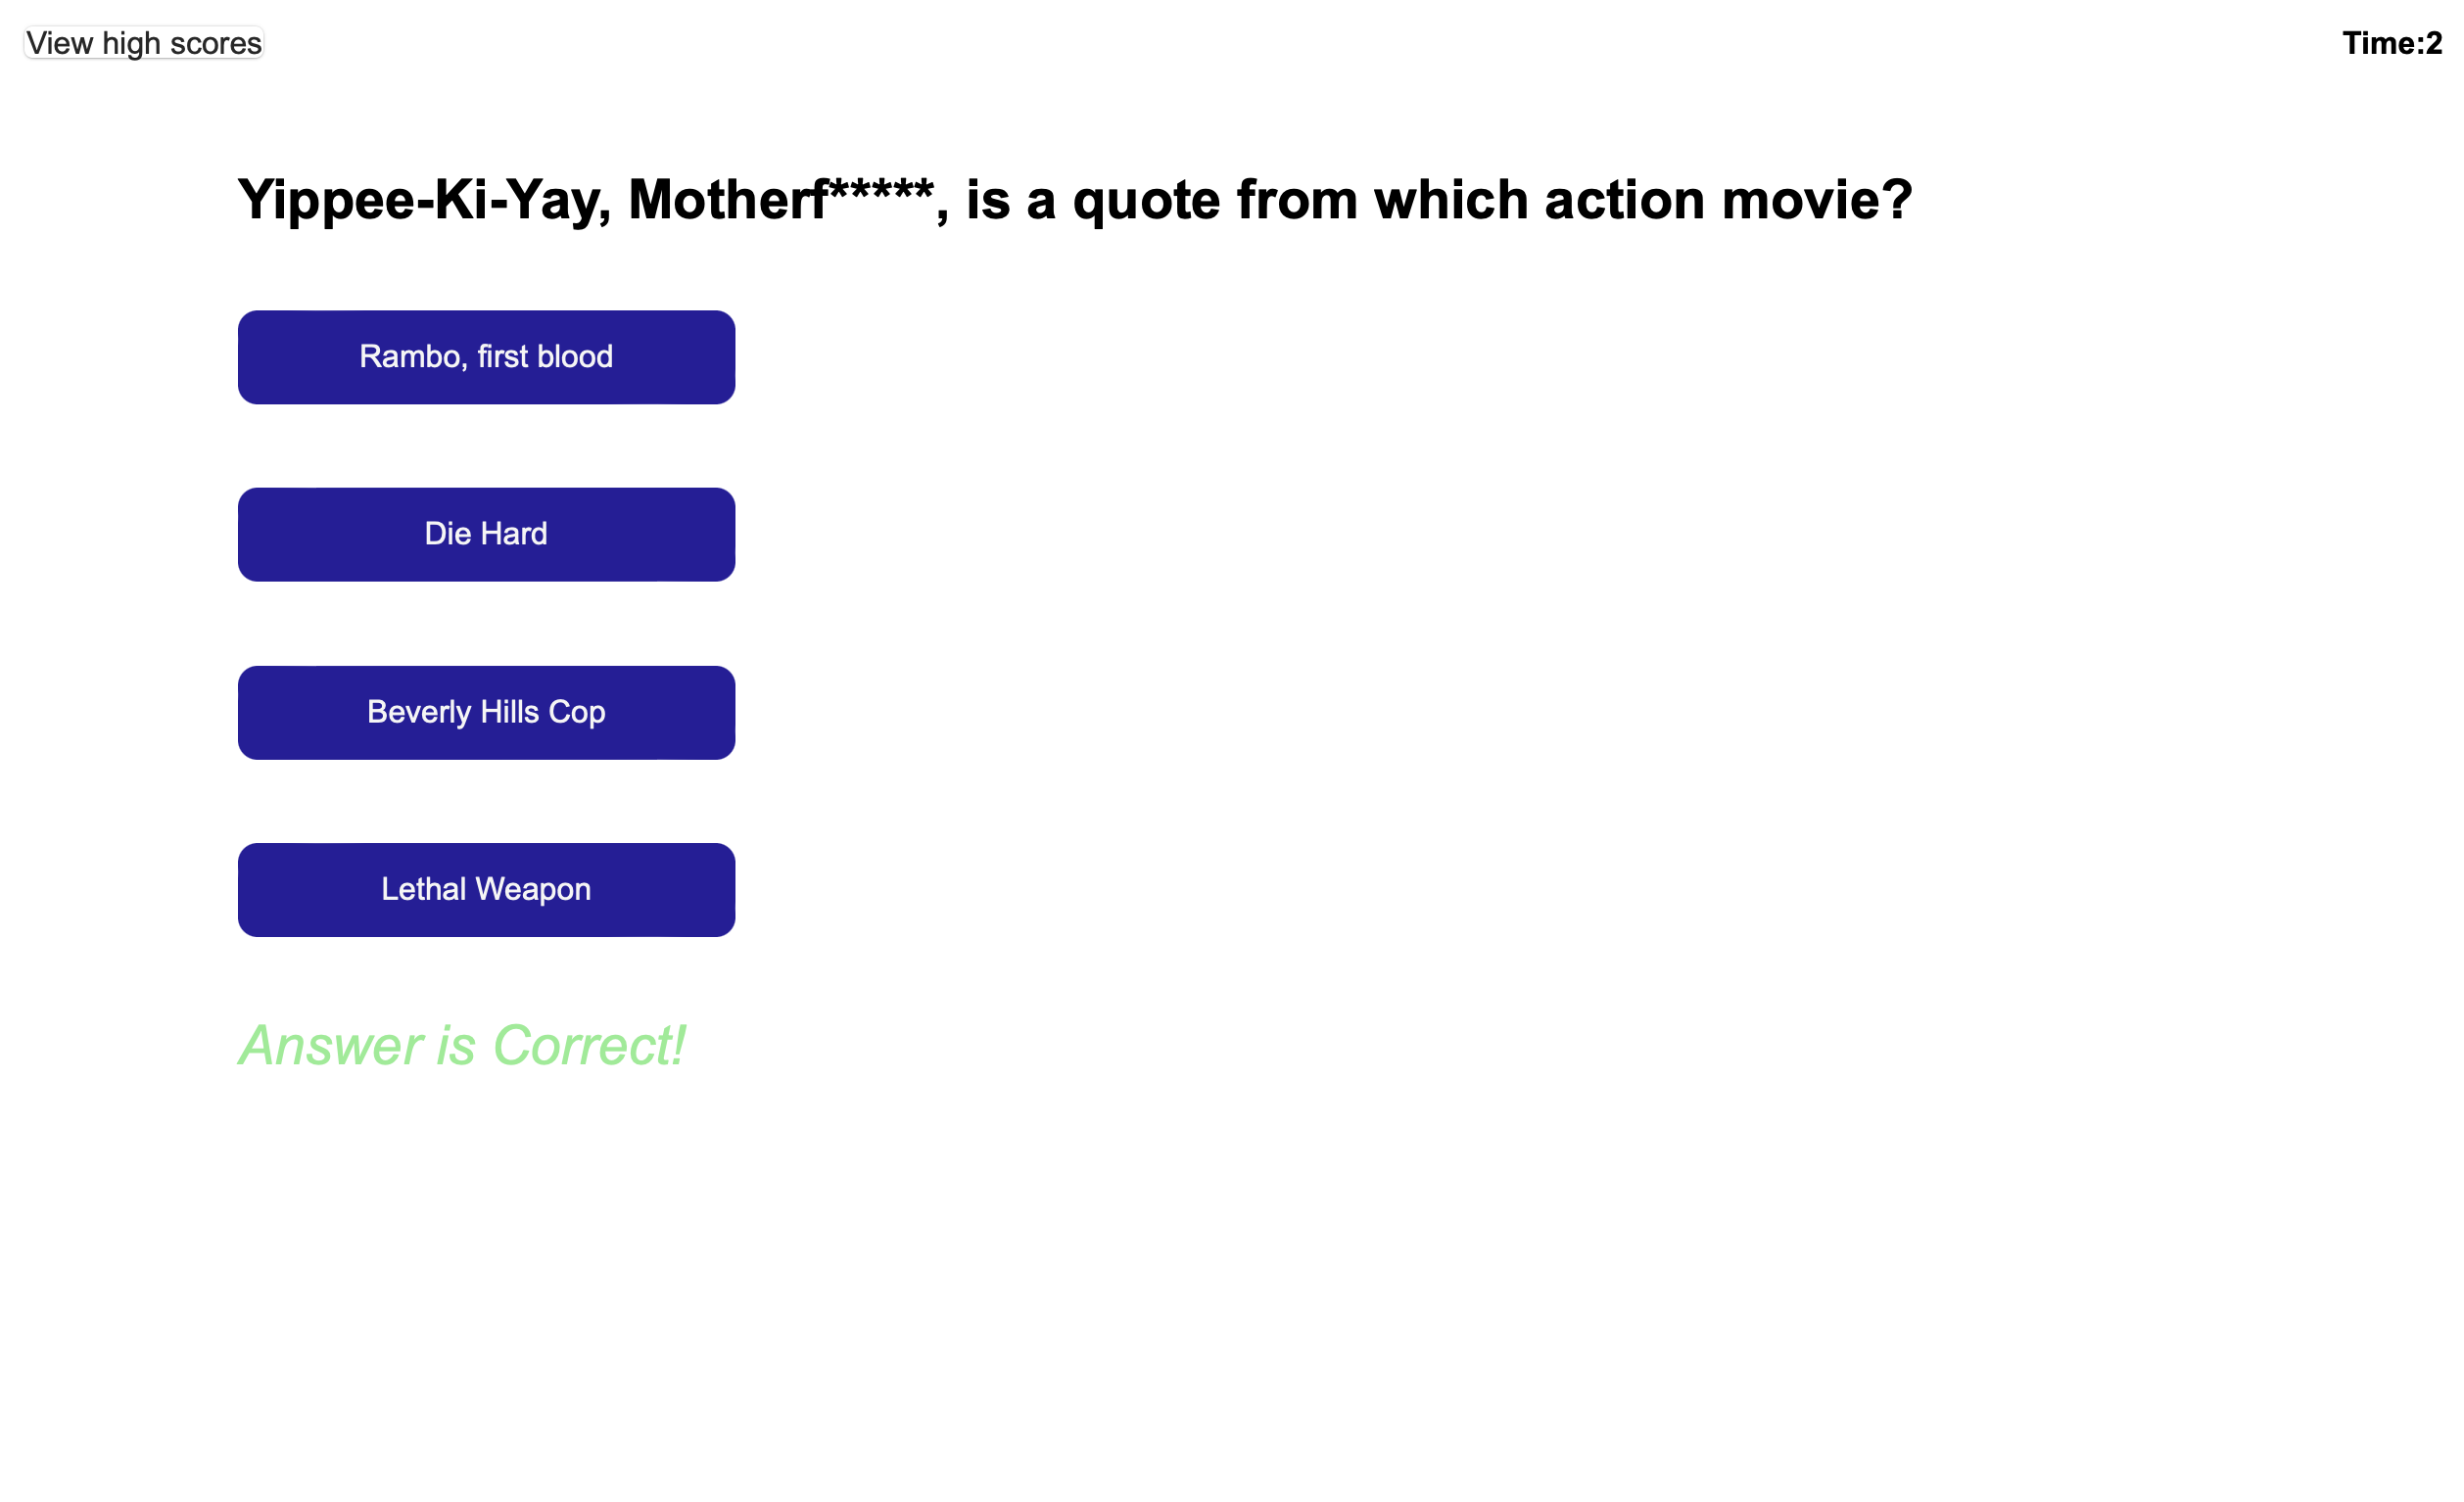 View high scores
Time:2
Yippee-Ki-Yay, Motherf*****, is a quote from which action movie?
Rambo, first blood
Die Hard
Beverly Hills Cop
Lethal Weapon
Answer is Correct!